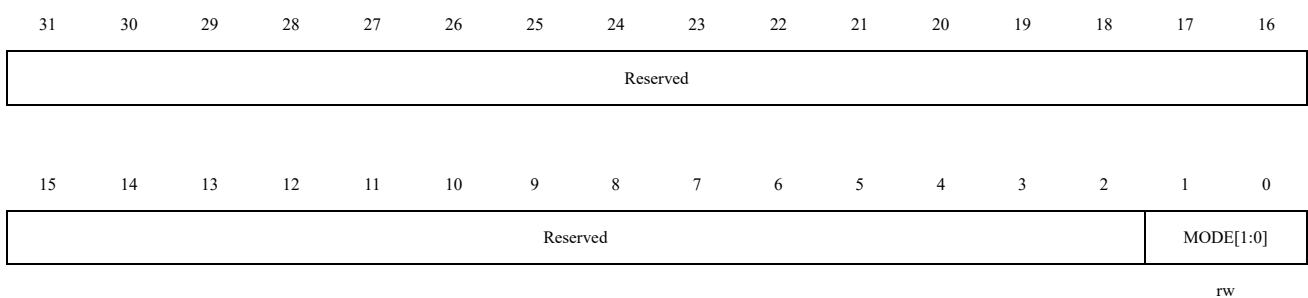 31 30 29 28 27 26 25 24 23 22 21 20 19 18 17 16
Reserved
15 14 13 12 11 10 9 8 7 6 5 4 3 2 1 0
Reserved MODE[1:0]
rw